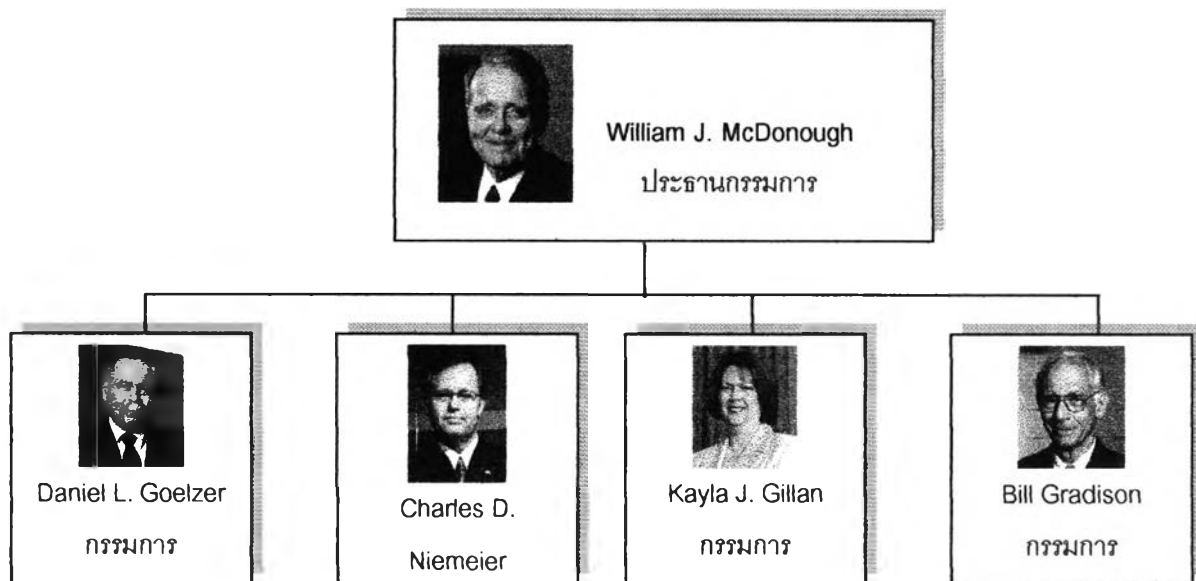 William J. McDonough
ประธานกรรมการ
Daniel L. Goelzer
กรรมการ
Charles D.
Niemeier
Kayla J. Gillan
กรรมการ
Bill Gradison
กรรมการ